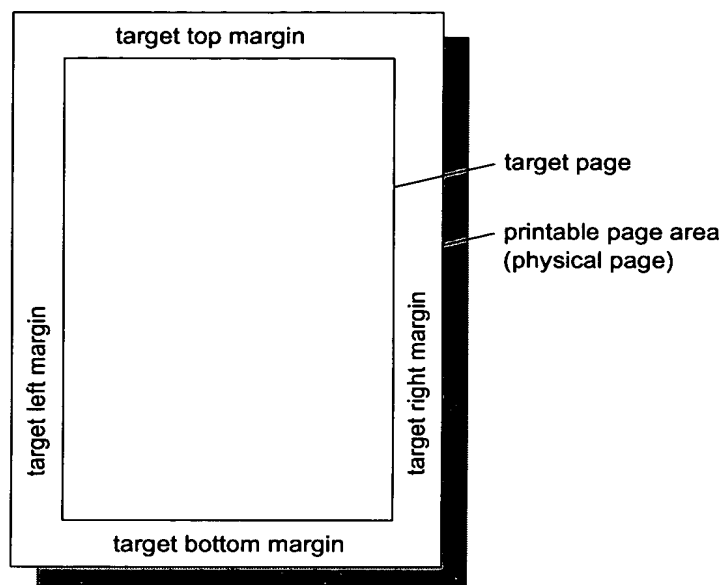 target top margin
target page
printable page area
(physical page)
target left margin
target right margin
target bottom margin